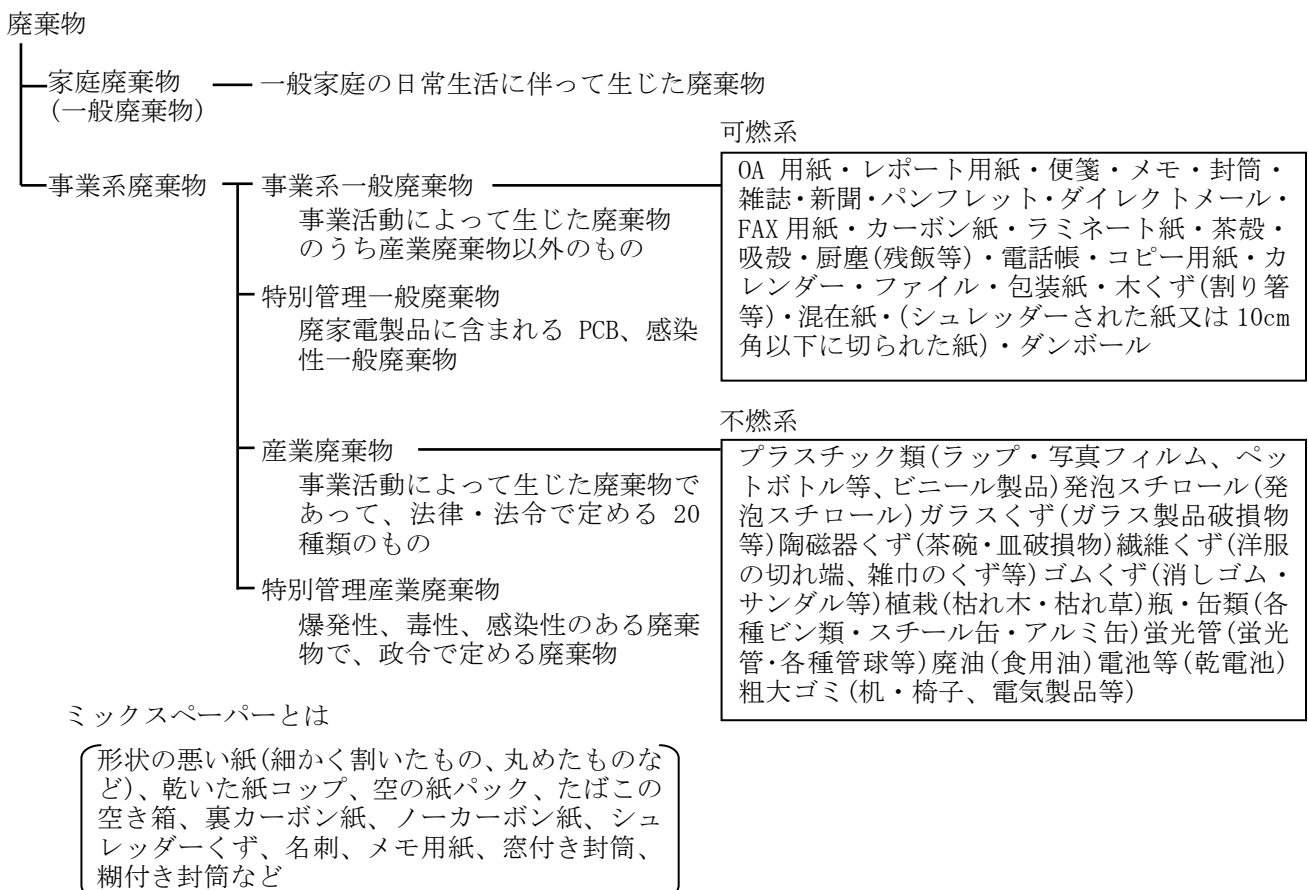 廃棄物
家庭廃棄物
(一般廃棄物)
一般家庭の日常生活に伴って生じた廃棄物
事業系廃棄物
事業系一般廃棄物
事業活動によって生じた廃棄物
のうち産業廃棄物以外のもの
可燃系
OA 用紙・レポート用紙・便箋・メモ・封筒・
雑誌・新聞・パンフレット・ダイレクトメール・
FAX 用紙・カーボン紙・ラミネート紙・茶殻・
吸殻・厨塵(残飯等)・電話帳・コピー用紙・カ
レンダー・ファイル・包装紙・木くず(割り箸
等)・混在紙・(シュレッダーされた紙又は 10cm
角以下に切られた紙)・ダンボール
特別管理一般廃棄物
廃家電製品に含まれる PCB、感染
性一般廃棄物
産業廃棄物
事業活動によって生じた廃棄物で
あって、法律・法令で定める 20
種類のもの
不燃系
プラスチック類(ラップ・写真フィルム、ペッ
トボトル等、ビニール製品)発泡スチロール(発
泡スチロール)ガラスくず(ガラス製品破損物
等)陶磁器くず(茶碗・皿破損物)繊維くず(洋服
の切れ端、雑巾のくず等)ゴムくず(消しゴム・
サンダル等)植栽(枯れ木・枯れ草)瓶・缶類(各
種ビン類・スチール缶・アルミ缶)蛍光管(蛍光
管・各種管球等)廃油(食用油)電池等(乾電池)
粗大ゴミ(机・椅子、電気製品等)
特別管理産業廃棄物
爆発性、毒性、感染性のある廃棄
物で、政令で定める廃棄物
ミックスペーパーとは
形状の悪い紙(細かく割いたもの、丸めたものな
ど)、乾いた紙コップ、空の紙パック、たばこの
空き箱、裏カーボン紙、ノーカーボン紙、シュ
レッダーくず、名刺、メモ用紙、窓付き封筒、
糊付き封筒など